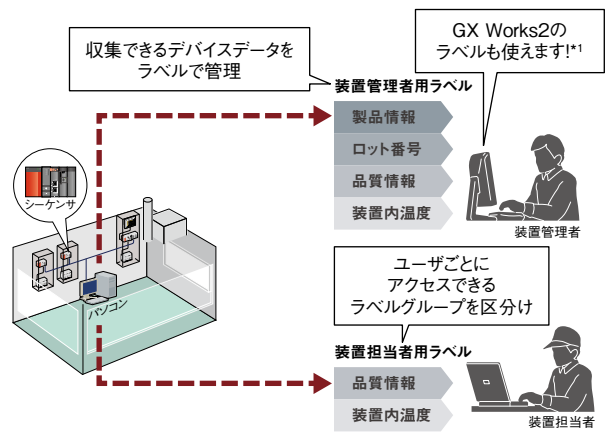 収集できるデバイスデータを
ラベルで管理
GX Works2の
ラベルも使えます!*1
装置管理者用ラベル
製品情報
ロット番号
品質情報
装置内温度
装置管理者
シーケンサ
パソコン
ユーザごとに
アクセスできる
ラベルグループを区分け
装置担当者用ラベル
品質情報
装置内温度
装置担当者